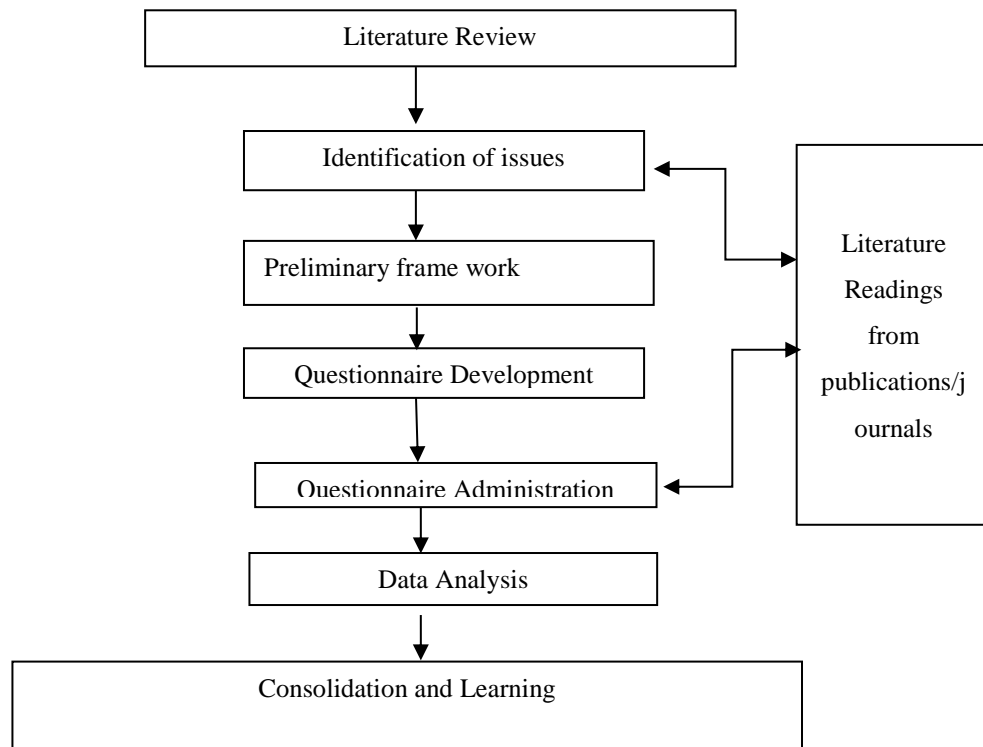 Literature Review
Identification of issues
Preliminary frame work
Questionnaire Development
Questionnaire Administration
Data Analysis
Consolidation and Learning
Literature
Readings
from
publications/j
ournals